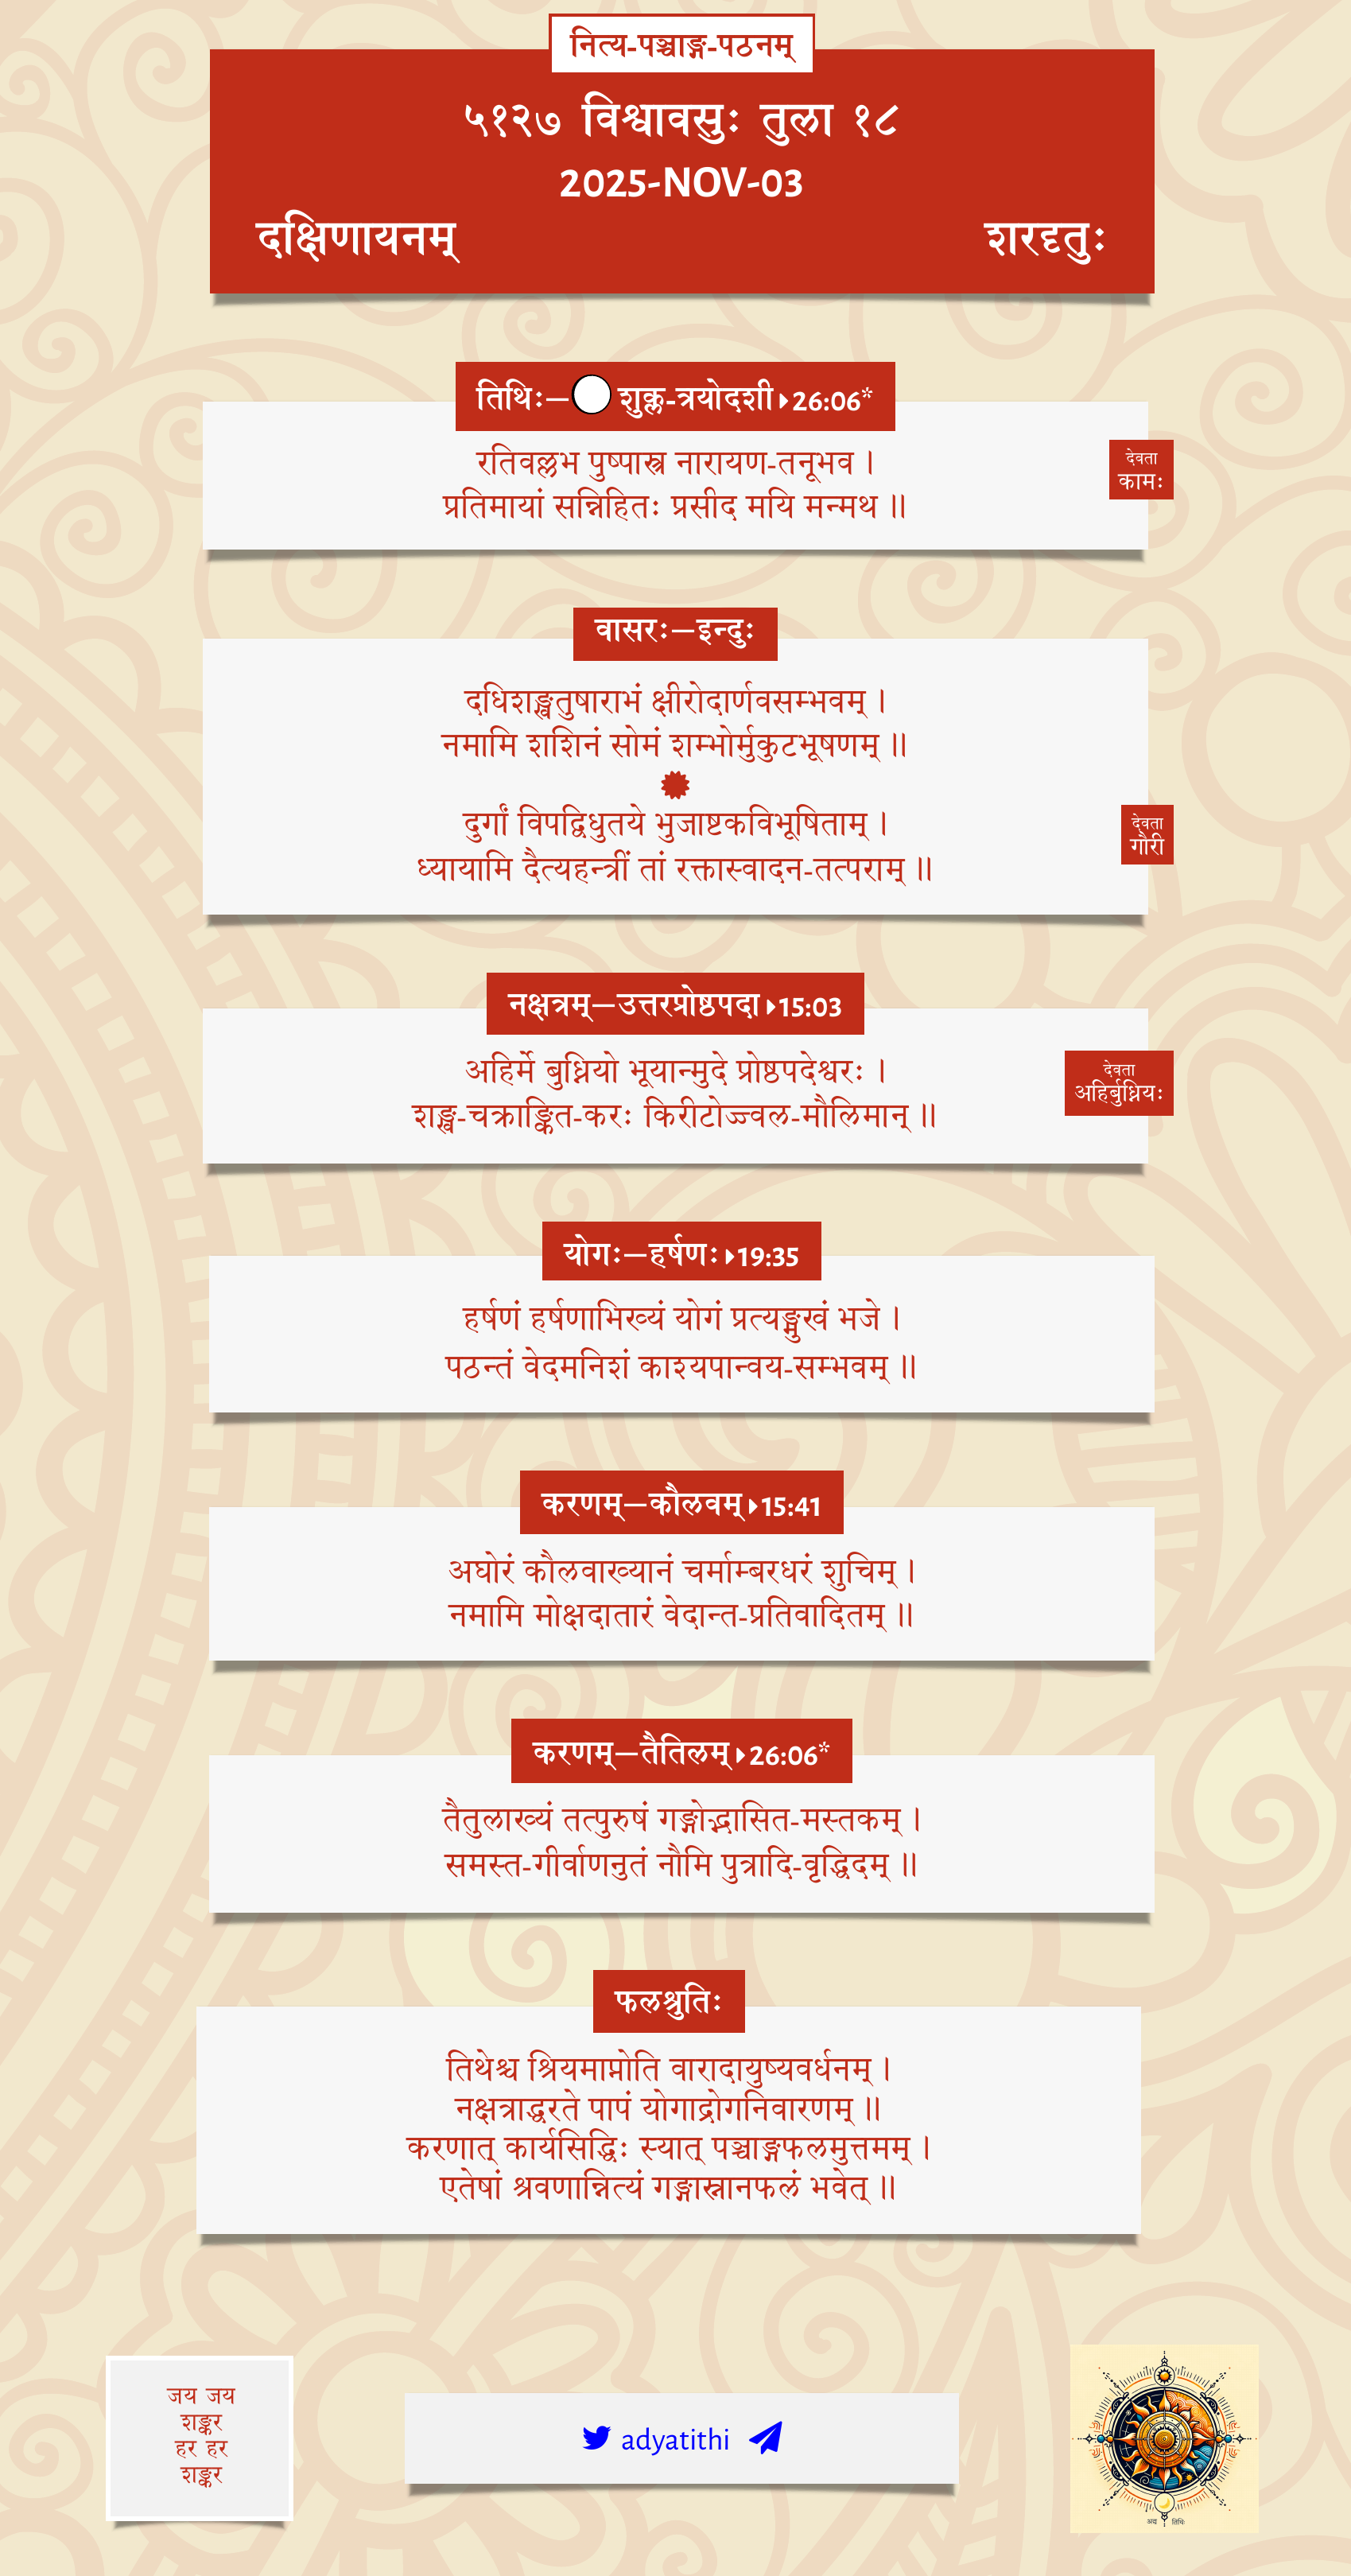 नित्य-पञ्चाङ्ग-पठनम्
५१२७ विश्वावसुः तुला १८
2025-NOV-03
दक्षिणायनम्
शरदृतुः
तिथिः— शुक्ल-त्रयोदशी 26:06*
रतिवल्लभ पुष्पास्त्र नारायण-तनूभव ।
प्रतिमायां सन्निहितः प्रसीद मयि मन्मथ ॥
देवता
कामः
वासरः—इन्दुः
दधिशङ्खतुषाराभं क्षीरोदार्णवसम्भवम् ।
नमामि शशिनं सोमं शम्भोर्मुकुटभूषणम् ॥
दुर्गां विपद्विधुतये भुजाष्टकविभूषिताम् ।
ध्यायामि दैत्यहन्त्रीं तां रक्तास्वादन-तत्पराम् ॥
देवता
गौरी
नक्षत्रम्—उत्तरप्रोष्ठपदा 15:03
अहिर्मे बुध्नियो भूयान्मुदे प्रोष्ठपदेश्वरः ।
शङ्ख-चक्राङ्कित-करः किरीटोज्ज्वल-मौलिमान् ॥
देवता
अहिर्बुध्नियः
योगः—हर्षणः 19:35
हर्षणं हर्षणाभिख्यं योगं प्रत्यङ्मुखं भजे ।
पठन्तं वेदमनिशं काश्यपान्वय-सम्भवम् ॥
करणम्—कौलवम् 15:41
अघोरं कौलवाख्यानं चर्माम्बरधरं शुचिम् ।
नमामि मोक्षदातारं वेदान्त-प्रतिवादितम् ॥
करणम्—तैतिलम् 26:06*
तैतुलाख्यं तत्पुरुषं गङ्गोद्भासित-मस्तकम् ।
समस्त-गीर्वाणनुतं नौमि पुत्रादि-वृद्धिदम् ॥
फलश्रुतिः
तिथेश्च श्रियमाप्नोति वारादायुष्यवर्धनम् ।
नक्षत्राद्धरते पापं योगाद्रोगनिवारणम् ॥
करणात् कार्यसिद्धिः स्यात् पञ्चाङ्गफलमुत्तमम् ।
एतेषां श्रवणान्नित्यं गङ्गास्नानफलं भवेत् ॥
जय जय
शङ्कर
हर हर
शङ्कर
adyatithi
अद्य तिथिः